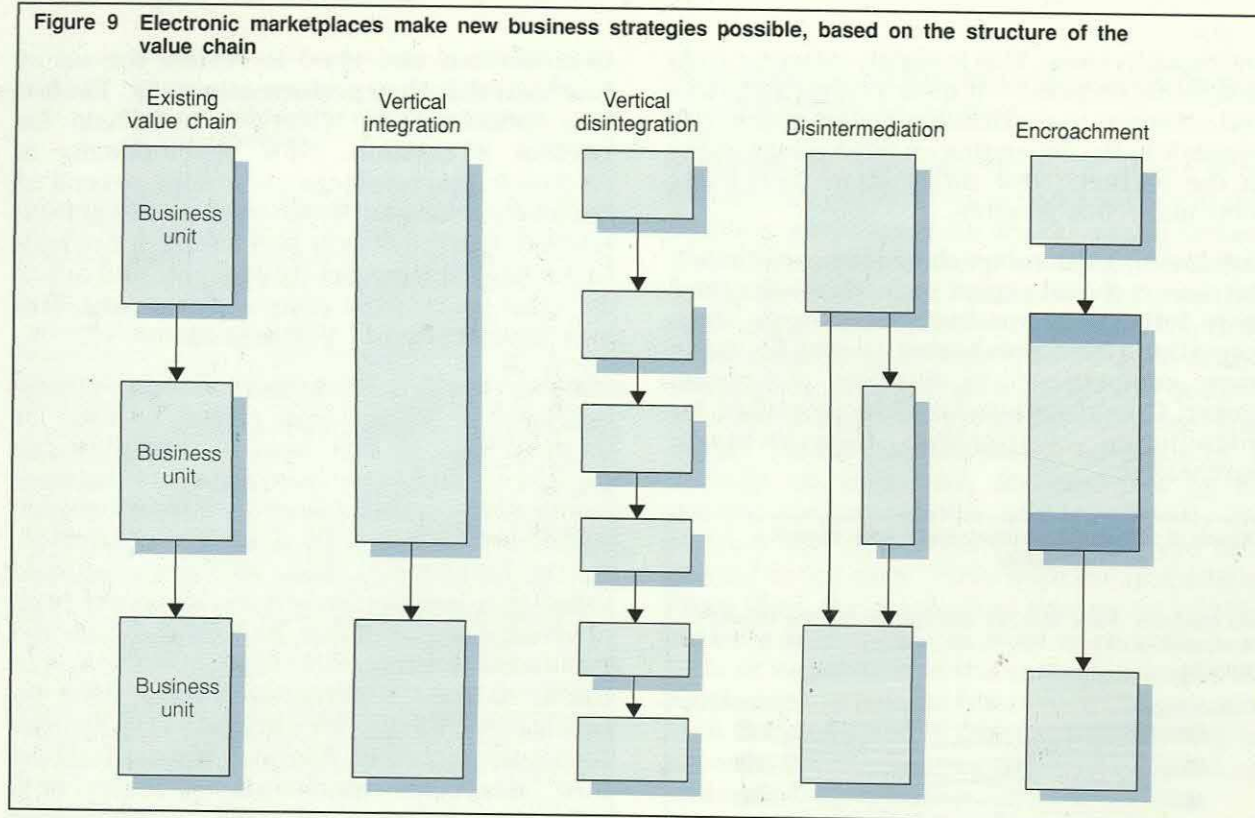 Figure 9 Electronic marketplaces make new business strategies possible, based on the structure of the
value chain
Existing
value chain
Vertical
integration
Vertical
disintegration
Disintermediation
Encroachment
Business
unit
Business
unit
Business
unit